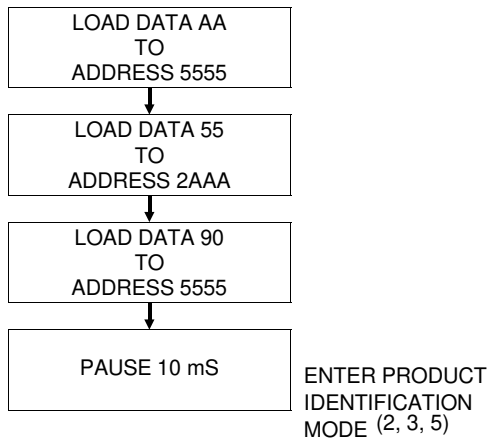 LOAD DATA AA
TO
ADDRESS 5555
LOAD DATA 55
TO
ADDRESS 2AAA
LOAD DATA 90
TO
ADDRESS 5555
PAUSE 10 mS
ENTER PRODUCT
IDENTIFICATION
MODE (2, 3, 5)